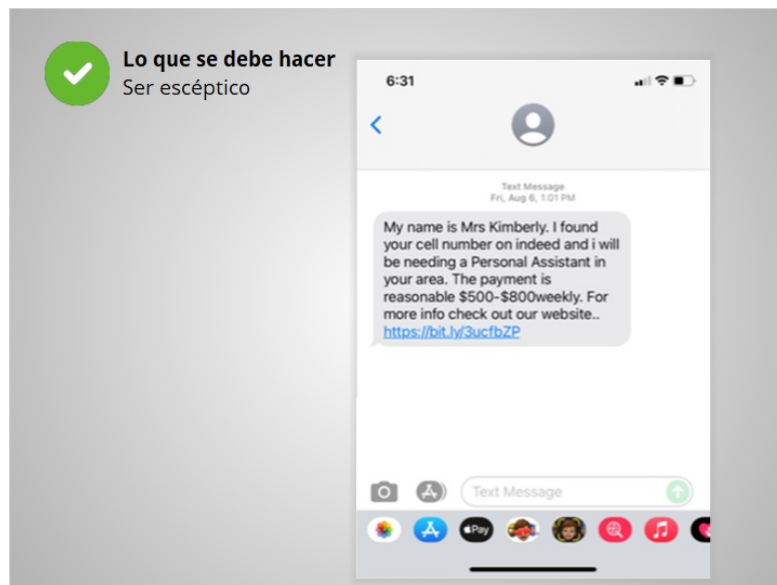 Lo que se debe hacer
Ser escéptico
6:31
Text Message
Fri, Aug 6, 1:01 PM
My name is Mrs Kimberly. I found
your cell number on indeed and i will
be needing a Personal Assistant in
your area. The payment is
reasonable $500-$800weekly. For
more info check out our website..
https://bit.ly/3ucfbZP
Text Message
Pay